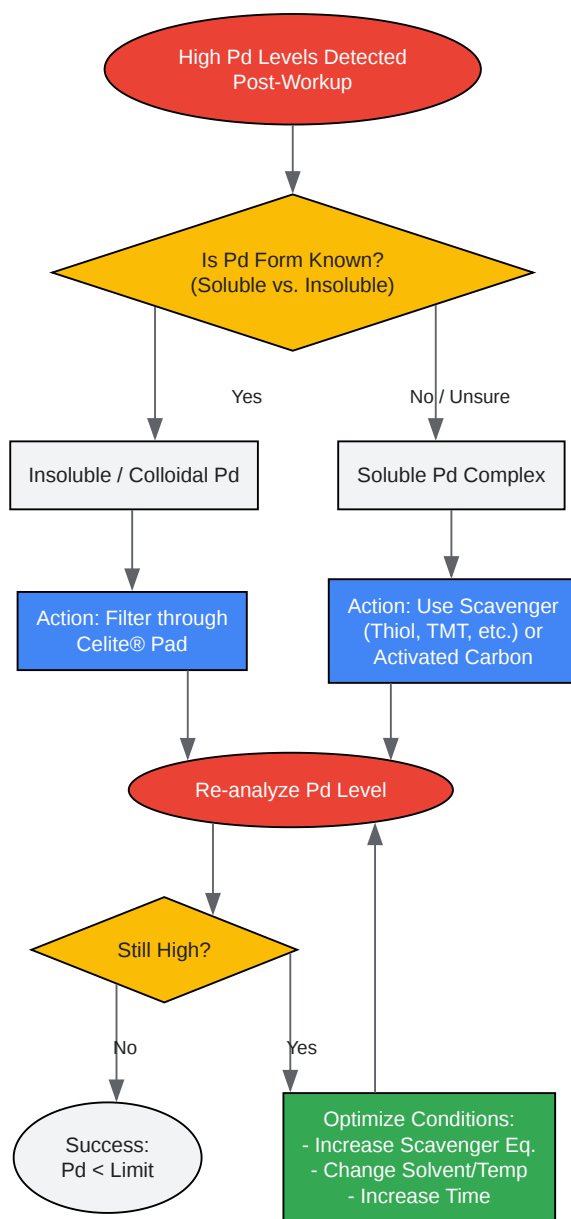 High Pd Levels Detected
Post-Workup
Is Pd Form Known?
(Soluble vs. Insoluble)
Yes
No / Unsure
Insoluble / Colloidal Pd
Soluble Pd Complex
Action: Filter through
Celite® Pad
Action: Use Scavenger
(Thiol, TMT, etc.) or
Activated Carbon
Re-analyze Pd Level
Still High?
No
Yes
Success:
Pd < Limit
Optimize Conditions:
- Increase Scavenger Eq.
- Change Solvent/Temp
- Increase Time